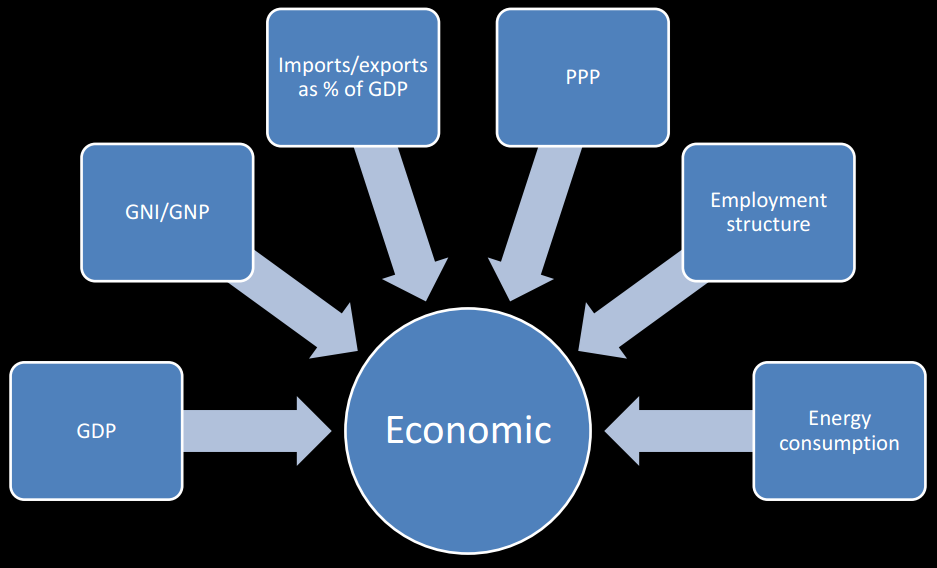 Imports/exports
as % of GDP
PPP
GNI/GNP
Employment
structure
GDP
Economic
Energy
consumption